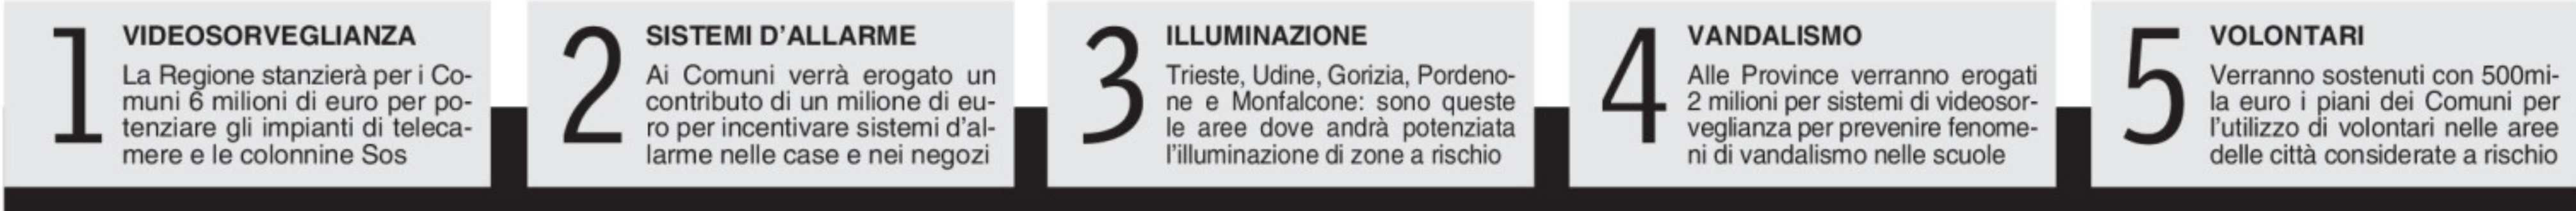 1
VIDEOSORVEGLIANZA
La Regione stanzierà per i Co-
muni 6 milioni di euro per po-
tenziare gli impianti di teleca-
mere e le colonnine Sos
2
SISTEMI D'ALLARME
Ai Comuni verrà erogato un
contributo di un milione di eu-
ro per incentivare sistemi d'al-
larme nelle case e nei negozi
3
ILLUMINAZIONE
Trieste, Udine, Gorizia, Pordeno-
ne e Monfalcone: sono queste
le aree dove andrà potenziata
l'illuminazione di zone a rischio
4
VANDALISMO
Alle Province verranno erogati
2 milioni per sistemi di videosor-
veglianza per prevenire fenome-
ni di vandalismo nelle scuole
5
VOLONTARI
Verranno sostenuti con 500mi-
la euro i piani dei Comuni per
l'utilizzo di volontari nelle aree
delle città considerate a rischio